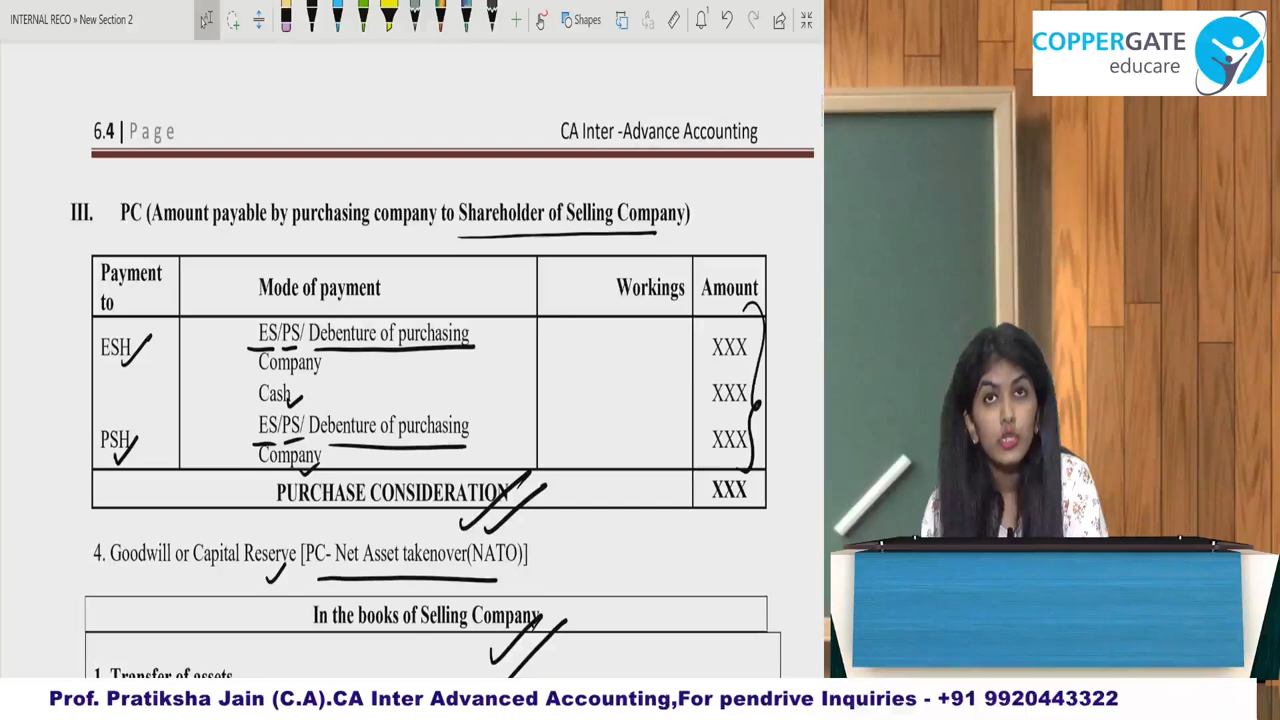 INTERNAL RECO » New Section 2
Shapes
COPPERGATE
educare
6.4 | Page
CA Inter -Advance Accounting
III. PC (Amount payable by purchasing company to Shareholder of Selling Company)
Payment to
Mode of payment
Workings
Amount
ESH
ES/PS/ Debenture of purchasing
Company
XXX
Cash
XXX
PSH
ES/PS/ Debenture of purchasing
Company
XXX
PURCHASE CONSIDERATION
XXX
4. Goodwill or Capital Reserve [PC- Net Asset takenover(NATO)]
In the books of Selling Company
1. Transfer of assets
Prof. Pratiksha Jain (C.A).CA Inter Advanced Accounting,For pendrive Inquiries - +91 9920443322